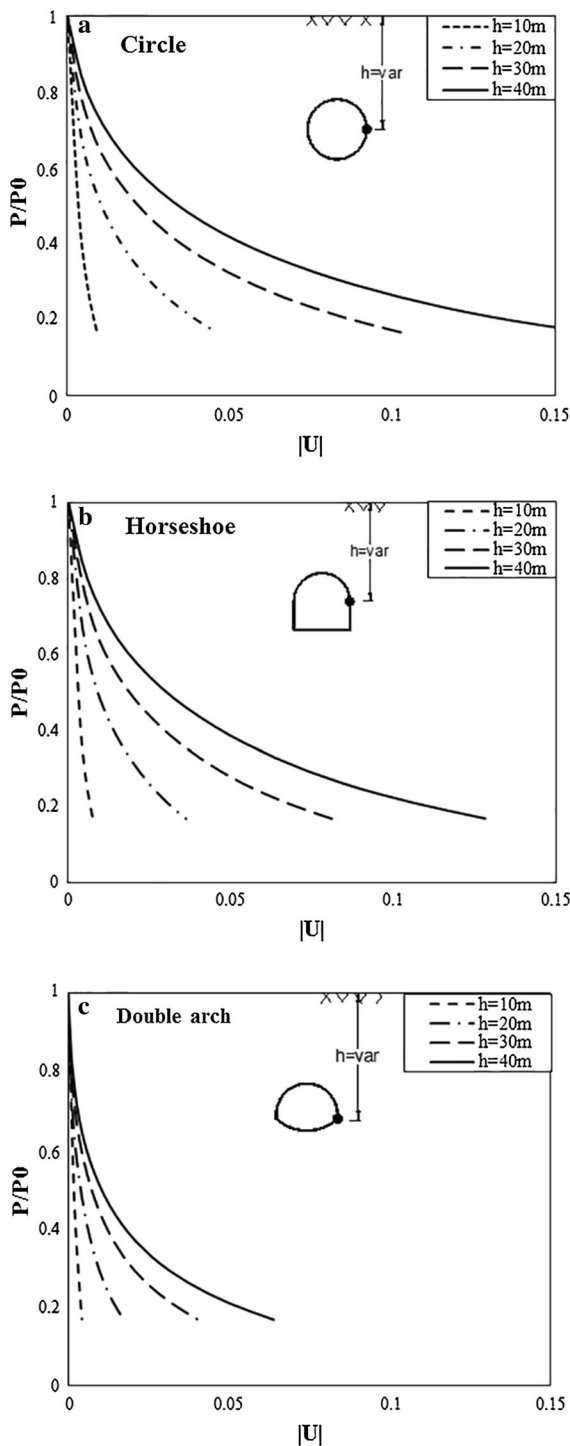 a
Circle
h=var
h=10m
h=20m
h=30m
h=40m
1
0.8
0.6
0.4
0.2
0
P/P0
0
0.05
0.1
0.15
|U|
b
Horseshoe
h=var
h=10m
h=20m
h=30m
h=40m
1
0.8
0.6
0.4
0.2
0
P/P0
0
0.05
0.1
0.15
|U|
c
Double arch
h=var
h=10m
h=20m
h=30m
h=40m
1
0.8
0.6
0.4
0.2
0
P/P0
0
0.05
0.1
0.15
|U|